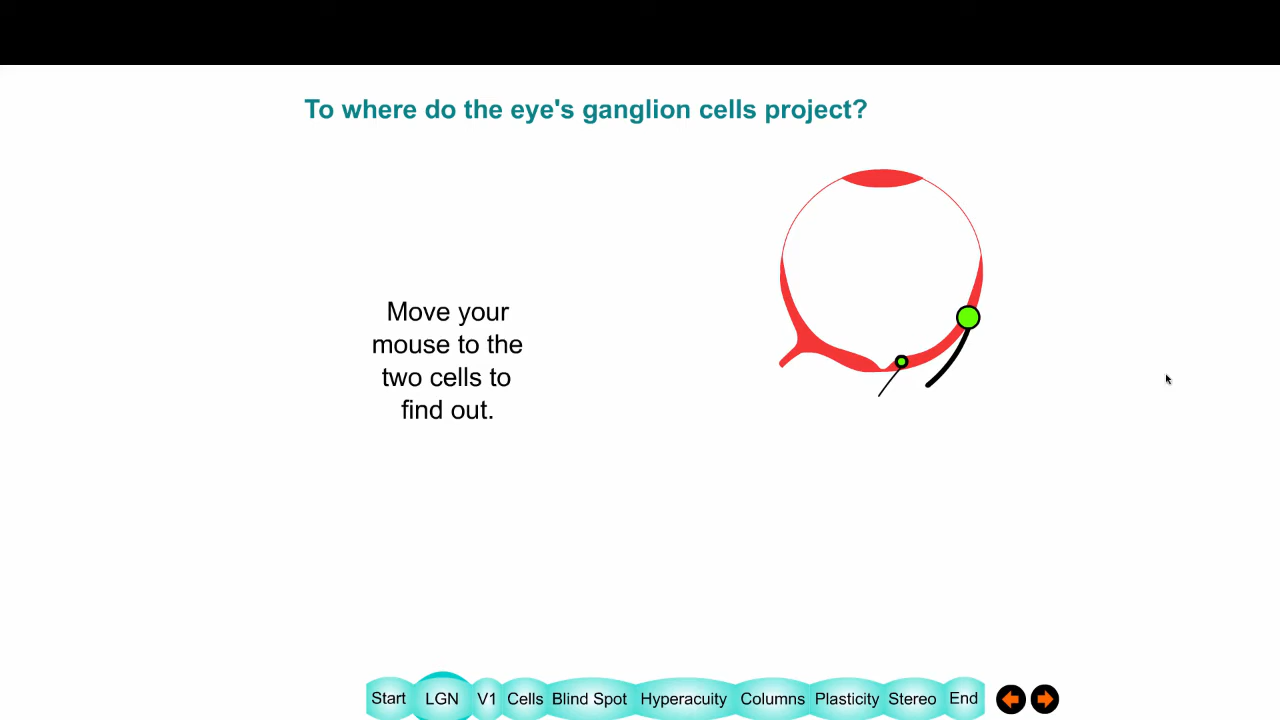 To where do the eye's ganglion cells project?
Move your
mouse to the
two cells to
find out.
Start LGN V1 Cells Blind Spot Hyperacuity Columns Plasticity Stereo End